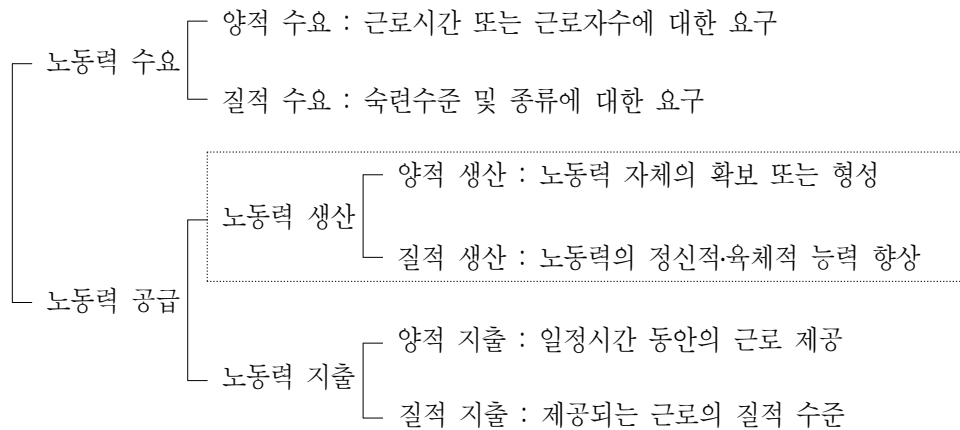 양적 수요 : 근로시간 또는 근로자수에 대한 요구
노동력 수요
질적 수요 : 숙련수준 및 종류에 대한 요구
양적 생산 : 노동력 자체의 확보 또는 형성
노동력 생산
질적 생산 : 노동력의 정신적·육체적 능력 향상
노동력 공급
양적 지출 : 일정시간 동안의 근로 제공
노동력 지출
질적 지출 : 제공되는 근로의 질적 수준